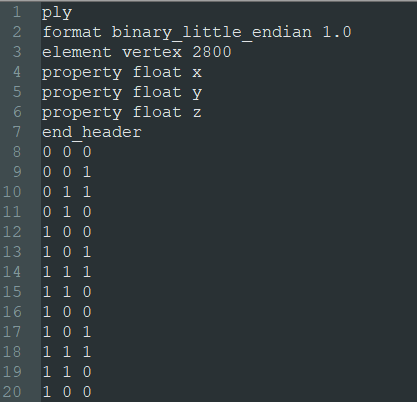 1 ply
2 format binary_little_endian 1.0
3 element vertex 2800
4 property float x
5 property float y
6 property float z
7 end_header
8 0 0 0
9 0 0 1
10 0 1 1
11 0 1 0
12 1 0 0
13 1 0 1
14 1 1 1
15 1 1 0
16 1 0 0
17 1 0 1
18 1 1 1
19 1 1 0
20 1 0 0